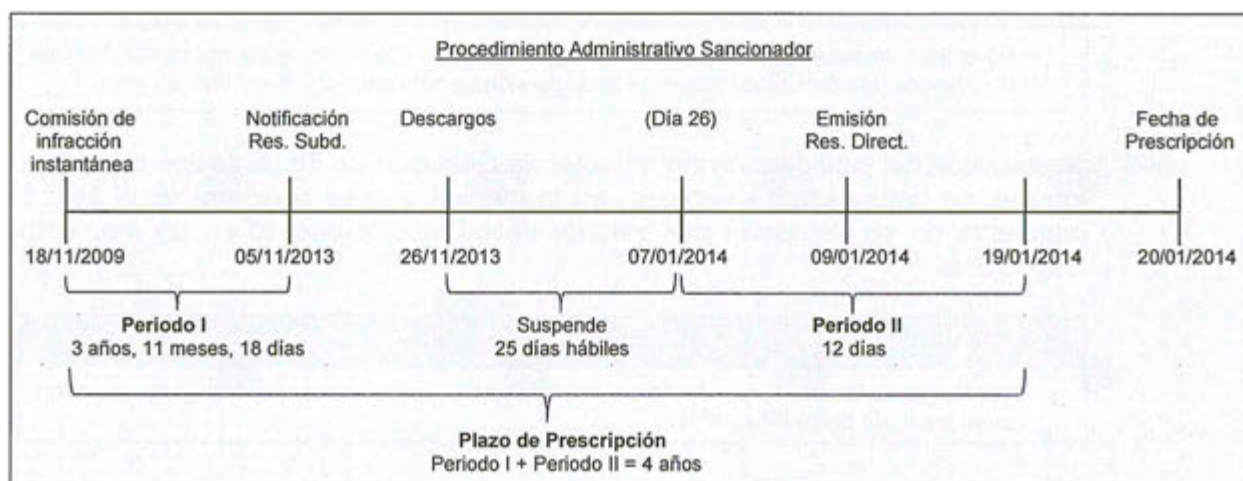 Procedimiento Administrativo Sancionador
Comisión de
infracción
instantánea
Notificación
Res. Subd.
Descargos
(Día 26)
Emisión
Res. Direct.
Fecha de
Prescripción
18/11/2009
05/11/2013
26/11/2013
07/01/2014
09/01/2014
19/01/2014
20/01/2014
Periodo I
3 años, 11 meses, 18 días
Suspende
25 días hábiles
Periodo II
12 días
Plazo de Prescripción
Periodo I + Periodo II = 4 años